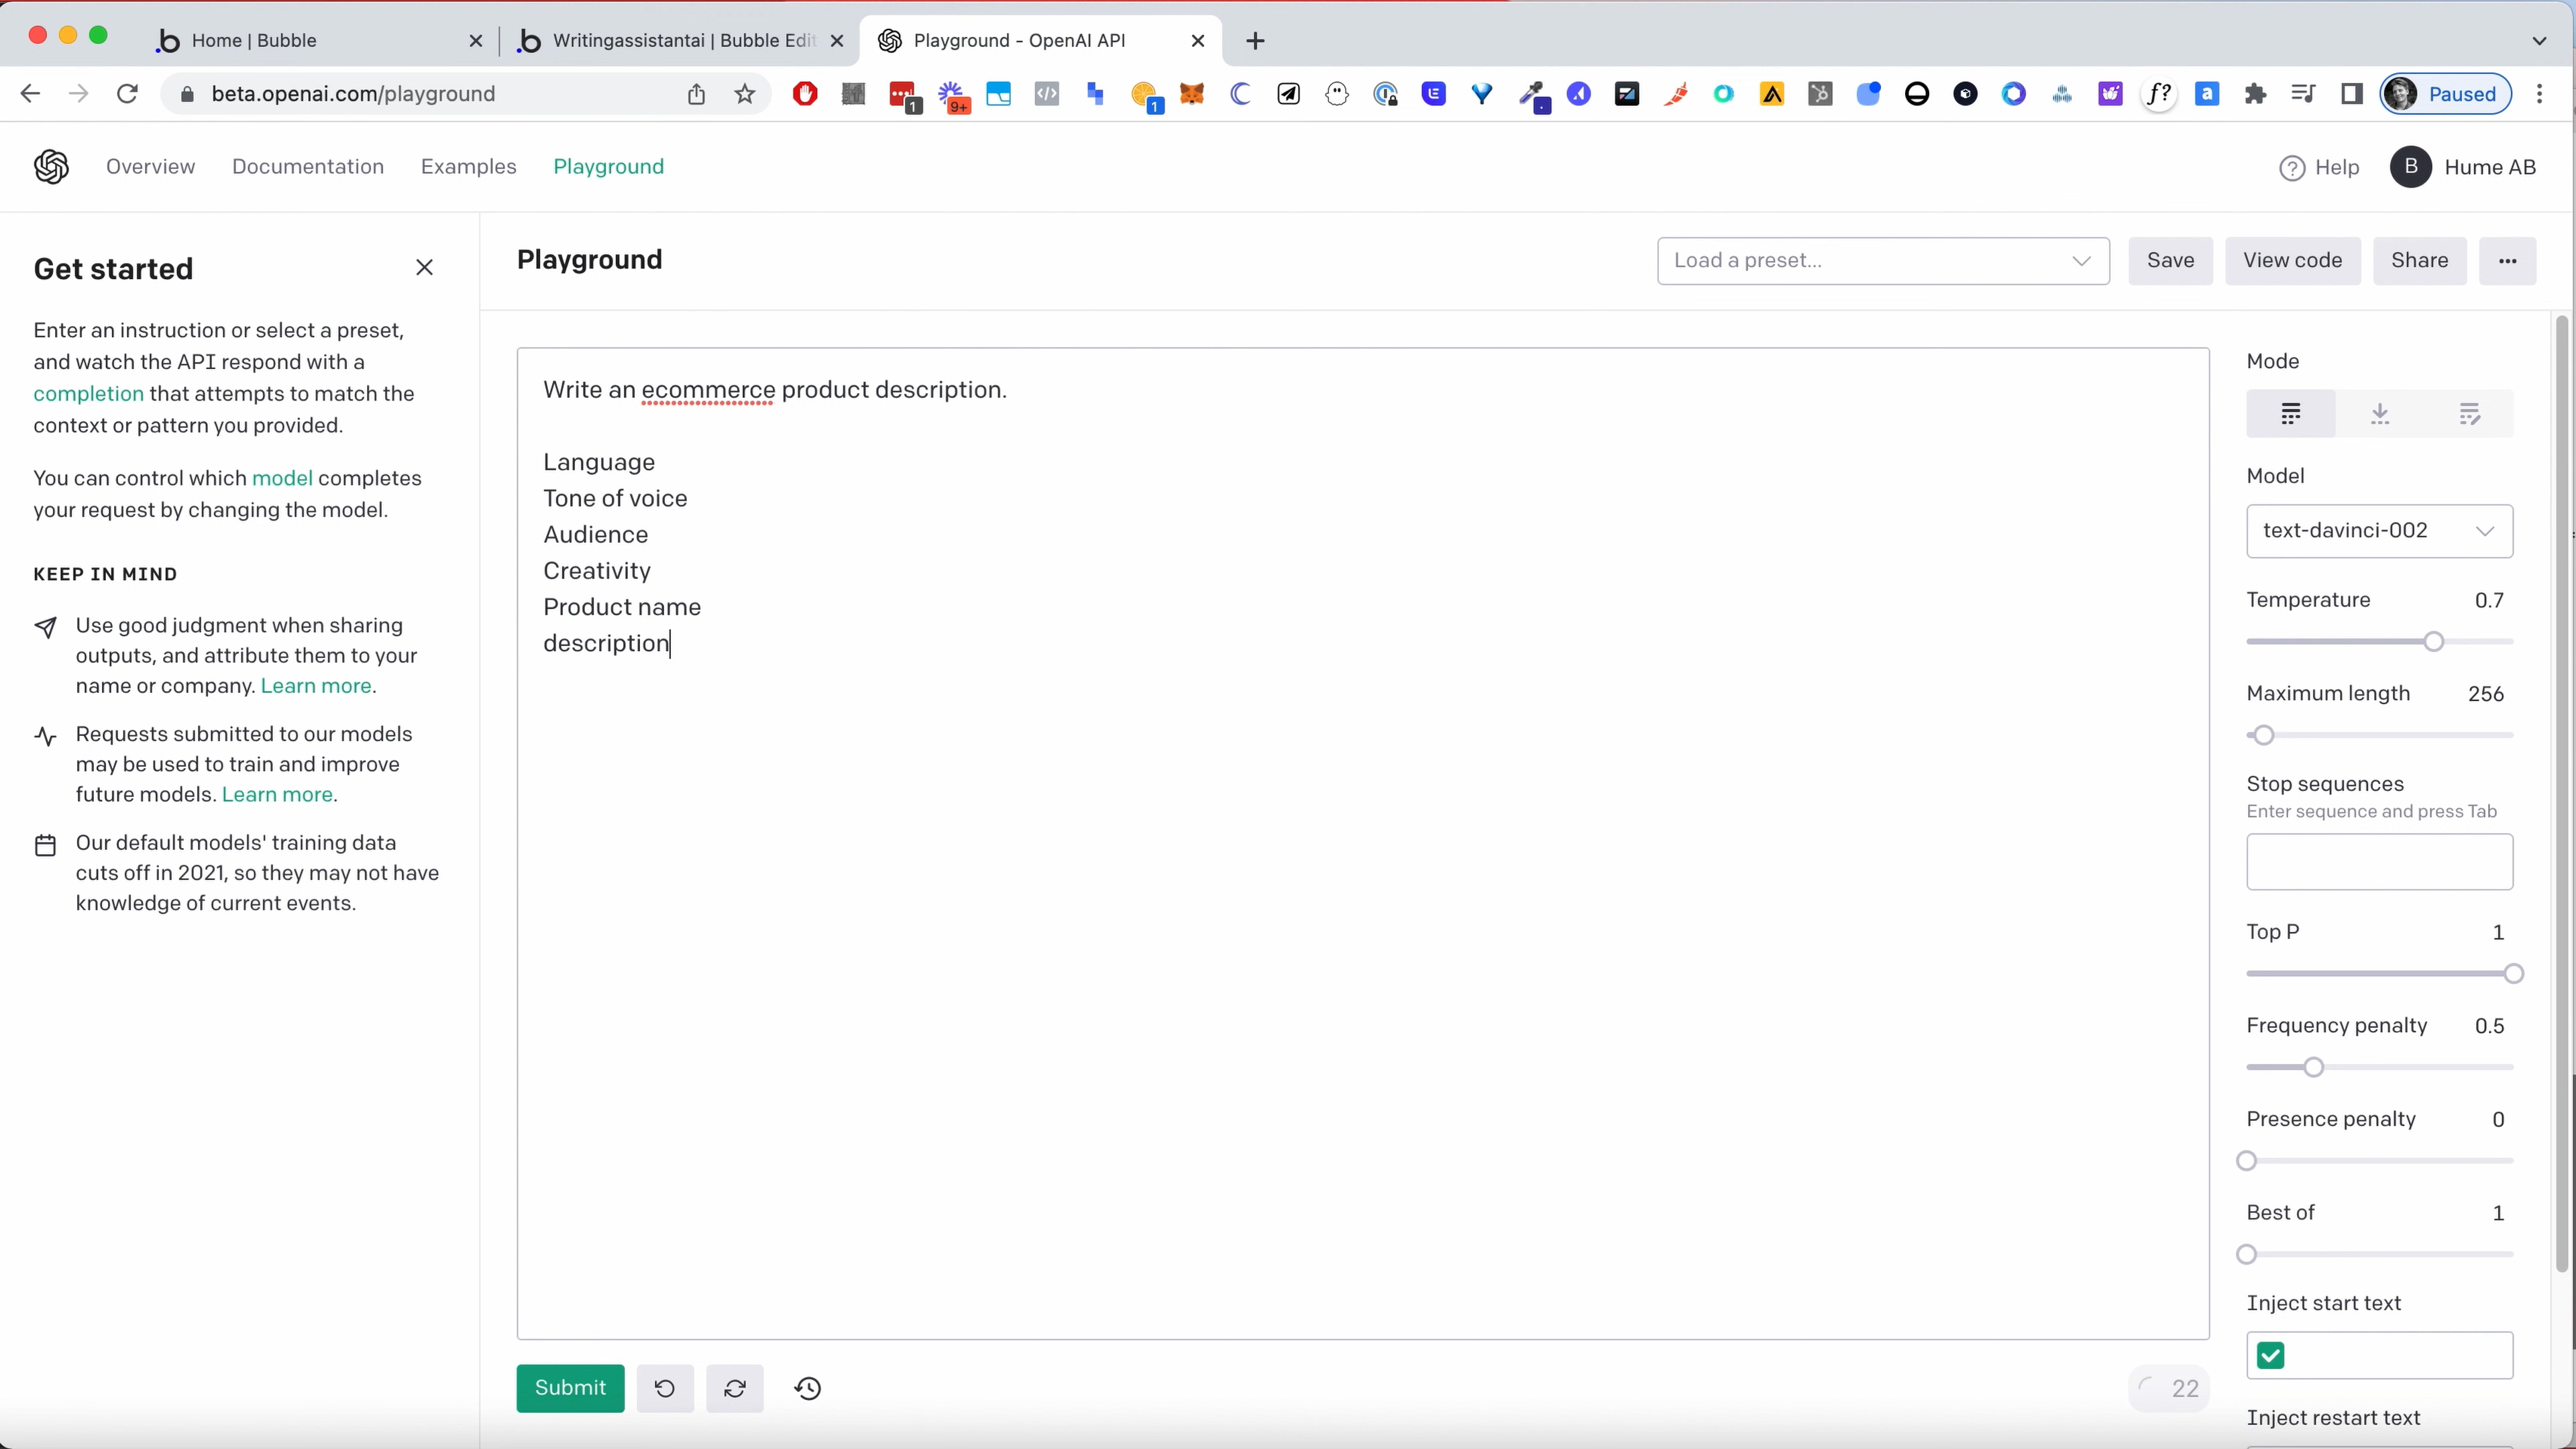 Home | Bubble
Writingassistantai | Bubble Edit
Playground - OpenAI API
beta.openai.com/playground
1
9+
1
f?
a
Paused
Overview
Documentation
Examples
Playground
Help
B
Hume AB
Get started
Enter an instruction or select a preset,
and watch the API respond with a
completion that attempts to match the
context or pattern you provided.
You can control which model completes
your request by changing the model.
KEEP IN MIND
Use good judgment when sharing
outputs, and attribute them to your
name or company. Learn more.
Requests submitted to our models
may be used to train and improve
future models. Learn more.
Our default models' training data
cuts off in 2021, so they may not have
knowledge of current events.
Playground
Load a preset...
Save
View code
Share
Write an ecommerce product description.
Language
Tone of voice
Audience
Creativity
Product name
description
Submit
22
Mode
Model
text-davinci-002
Temperature 0.7
Maximum length 256
Stop sequences
Enter sequence and press Tab
Top P 1
Frequency penalty 0.5
Presence penalty 0
Best of 1
Inject start text
Inject restart text